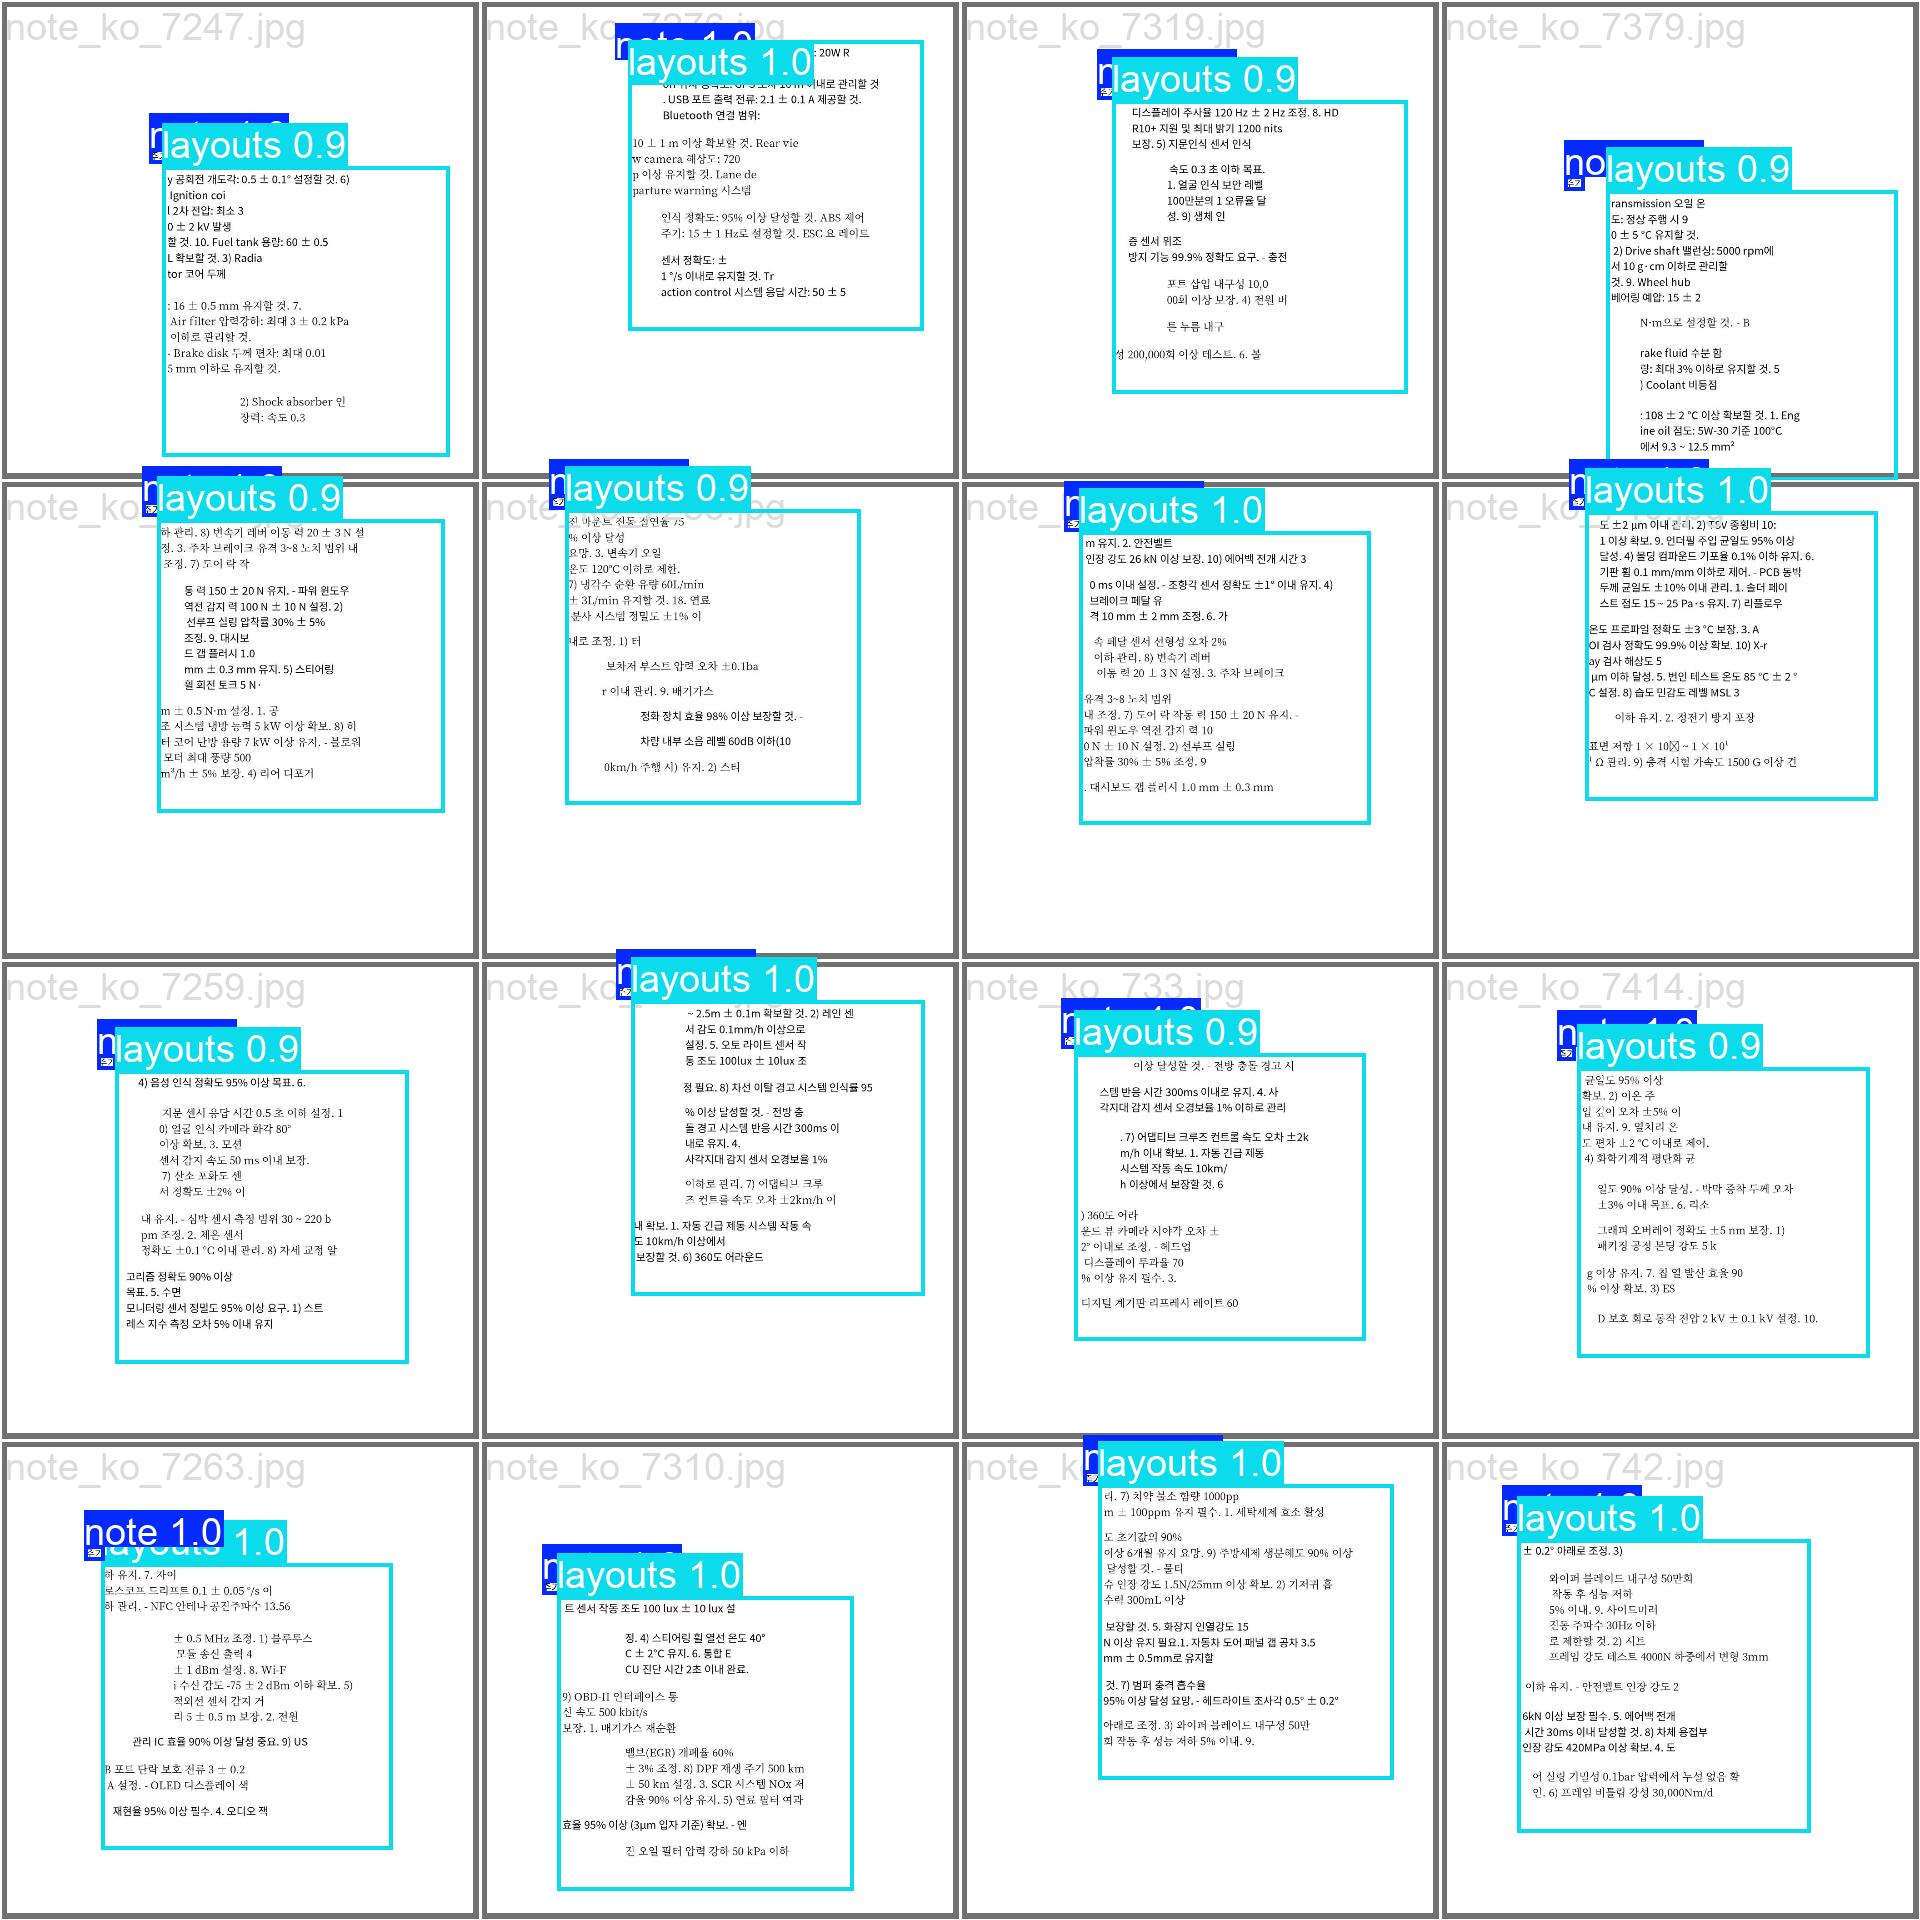 note_ko_7247.jpg
layouts 0.9
y 공회전 개도각: 0.5 ± 0.1° 설정할 것. 6)
Ignition coi
l 2차 전압: 최소 3
0 ± 2 kV 발생
할 것. 10. Fuel tank 용량: 60 ± 0.5
L 확보할 것. 3) Radia
tor 코어 두께
: 16 ± 0.5 mm 유지할 것. 7.
Air filter 압력강하: 최대 3 ± 0.2 kPa
이하로 관리할 것.
- Brake disk 두께 편차: 최대 0.01
5 mm 이하로 유지할 것.
2) Shock absorber 인
장력: 속도 0.3
layouts 1.0
: 20W R
이내로 관리할 것
. USB 포트 출력 전류: 2.1 ± 0.1 A 제공할 것.
Bluetooth 연결 범위:
10 ± 1 m 이상 확보할 것. Rear vie
w camera 해상도: 720
p 이상 유지할 것. Lane de
parture warning 시스템
인식 정확도: 95% 이상 달성할 것. ABS 제어
주기: 15 ± 1 Hz로 설정할 것. ESC 요 레이트
센서 정확도: ±
1 °/s 이내로 유지할 것. Tr
action control 시스템 응답 시간: 50 ± 5
note_ko_7319.jpg
layouts 0.9
디스플레이 주사율 120 Hz ± 2 Hz 조정. 8. HD
R10+ 지원 및 최대 밝기 1200 nits
보장. 5) 지문인식 센서 인식
속도 0.3 초 이하 목표.
1. 얼굴 인식 보안 레벨
100만분의 1 오류율 달
성. 9) 생체 인
증 센서 위조
방지 기능 99.9% 정확도 요구. - 충전
포트 삽입 내구성 10,0
00회 이상 보장. 4) 전원 버
튼 누름 내구
성 200,000회 이상 테스트. 6. 볼
note_ko_7379.jpg
layouts 0.9
ransmission 오일 온
도: 정상 주행 시 9
0 ± 5 °C 유지할 것.
2) Drive shaft 밸런싱: 5000 rpm에
서 10 g·cm 이하로 관리할
것. 9. Wheel hub
베어링 예압: 15 ± 2
N·m으로 설정할 것. - B
rake fluid 수분 함
량: 최대 3% 이하로 유지할 것. 5
) Coolant 비등점
: 108 ± 2 °C 이상 확보할 것. 1. Eng
ine oil 점도: 5W-30 기준 100°C
에서 9.3 ~ 12.5 mm²
layouts 0.9
하 관리. 8) 변속기 레버 이동 력 20 ± 3 N 설
정. 3. 주차 브레이크 유격 3~8 노치 범위 내
조정. 7) 도어 락 작
동 력 150 ± 20 N 유지. - 파워 윈도우
역전 감지 력 100 N ± 10 N 설정. 2)
선루프 실링 압착률 30% ± 5%
조정. 9. 대시보
드 갭 플러시 1.0
mm ± 0.3 mm 유지. 5) 스티어링
휠 회전 토크 5 N·
m ± 0.5 N·m 설정. 1. 공
조 시스템 냉방 능력 5 kW 이상 확보. 8) 히
터 코어 난방 용량 7 kW 이상 유지. - 블로워
모터 최대 풍량 500
m³/h ± 5% 보장. 4) 리어 디포거
layouts 0.9
진 마운트 진동 절연율 75
% 이상 달성
요망. 3. 변속기 오일
온도 120°C 이하로 제한.
7) 냉각수 순환 유량 60L/min
± 3L/min 유지할 것. 18. 연료
분사 시스템 정밀도 ±1% 이
내로 조정. 1) 터
보차저 부스트 압력 오차 ±0.1ba
r 이내 관리. 9. 배기가스
정화 장치 효율 98% 이상 보장할 것. -
차량 내부 소음 레벨 60dB 이하(10
0km/h 주행 시) 유지. 2) 스티
layouts 1.0
m 유지. 2. 안전벨트
인장 강도 26 kN 이상 보장. 10) 에어백 전개 시간 3
0 ms 이내 설정. - 조향각 센서 정확도 ±1° 이내 유지. 4)
브레이크 페달 유
격 10 mm ± 2 mm 조정. 6. 가
속 페달 센서 선형성 오차 2%
이하 관리. 8) 변속기 레버
이동 력 20 ± 3 N 설정. 3. 주차 브레이크
유격 3~8 노치 범위
내 조정. 7) 도어 락 작동 력 150 ± 20 N 유지. -
파워 윈도우 역전 감지 력 10
0 N ± 10 N 설정. 2) 선루프 실링
압착률 30% ± 5% 조정. 9
. 대시보드 갭 플러시 1.0 mm ± 0.3 mm
layouts 1.0
도 ±2 μm 이내 관리. 2) TSV 종횡비 10:
1 이상 확보. 9. 언더필 주입 균일도 95% 이상
달성. 4) 몰딩 컴파운드 기포율 0.1% 이하 유지. 6.
기판 휨 0.1 mm/mm 이하로 제어. - PCB 동박
두께 균일도 ±10% 이내 관리. 1. 솔더 페이
스트 점도 15 ~ 25 Pa·s 유지. 7) 리플로우
온도 프로파일 정확도 ±3 °C 보장. 3. A
OI 검사 정확도 99.9% 이상 확보. 10) X-r
ay 검사 해상도 5
μm 이하 달성. 5. 번인 테스트 온도 85 °C ± 2 °
C 설정. 8) 습도 민감도 레벨 MSL 3
이하 유지. 2. 정전기 방지 포장
표면 저항 1 × 10☒ ~ 1 × 10¹
¹ Ω 관리. 9) 충격 시험 가속도 1500 G 이상 견
note_ko_7259.jpg
layouts 0.9
4) 음성 인식 정확도 95% 이상 목표. 6.
지문 센서 응답 시간 0.5 초 이하 설정. 1
0) 얼굴 인식 카메라 화각 80°
이상 확보. 3. 모션
센서 감지 속도 50 ms 이내 보장.
7) 산소 포화도 센
서 정확도 ±2% 이
내 유지. - 심박 센서 측정 범위 30 ~ 220 b
pm 조정. 2. 체온 센서
정확도 ±0.1 °C 이내 관리. 8) 자세 교정 알
고리즘 정확도 90% 이상
목표. 5. 수면
모니터링 센서 정밀도 95% 이상 요구. 1) 스트
레스 지수 측정 오차 5% 이내 유지
layouts 1.0
~ 2.5m ± 0.1m 확보할 것. 2) 레인 센
서 감도 0.1mm/h 이상으로
설정. 5. 오토 라이트 센서 작
동 조도 100lux ± 10lux 조
정 필요. 8) 차선 이탈 경고 시스템 인식률 95
% 이상 달성할 것. - 전방 충
돌 경고 시스템 반응 시간 300ms 이
내로 유지. 4.
사각지대 감지 센서 오경보율 1%
이하로 관리. 7) 어댑티브 크루
즈 컨트롤 속도 오차 ±2km/h 이
내 확보. 1. 자동 긴급 제동 시스템 작동 속
도 10km/h 이상에서
보장할 것. 6) 360도 어라운드
note_ko_733.jpg
layouts 0.9
이상 달성할 것. - 전방 충돌 경고 시
스템 반응 시간 300ms 이내로 유지. 4. 사
각지대 감지 센서 오경보율 1% 이하로 관리
. 7) 어댑티브 크루즈 컨트롤 속도 오차 ±2k
m/h 이내 확보. 1. 자동 긴급 제동
시스템 작동 속도 10km/
h 이상에서 보장할 것. 6
) 360도 어라
운드 뷰 카메라 시야각 오차 ±
2° 이내로 조정. - 헤드업
디스플레이 투과율 70
% 이상 유지 필수. 3.
디지털 계기판 리프레시 레이트 60
note_ko_7414.jpg
layouts 0.9
균일도 95% 이상
확보. 2) 이온 주
입 깊이 오차 ±5% 이
내 유지. 9. 열처리 온
도 편차 ±2 °C 이내로 제어.
4) 화학기계적 평탄화 균
일도 90% 이상 달성. - 박막 증착 두께 오차
±3% 이내 목표. 6. 리소
그래피 오버레이 정확도 ±5 nm 보장. 1)
패키징 공정 본딩 강도 5 k
g 이상 유지. 7. 칩 열 발산 효율 90
% 이상 확보. 3) ES
D 보호 회로 동작 전압 2 kV ± 0.1 kV 설정. 10.
note_ko_7263.jpg
note 1.0
layouts 1.0
하 유지. 7. 자이
로스코프 드리프트 0.1 ± 0.05 °/s 이
하 관리. - NFC 안테나 공진주파수 13.56
± 0.5 MHz 조정. 1) 블루투스
모듈 송신 출력 4
± 1 dBm 설정. 8. Wi-F
i 수신 감도 -75 ± 2 dBm 이하 확보. 5)
적외선 센서 감지 거
리 5 ± 0.5 m 보장. 2. 전원
관리 IC 효율 90% 이상 달성 중요. 9) US
B 포트 단락 보호 전류 3 ± 0.2
A 설정. - OLED 디스플레이 색
재현율 95% 이상 필수. 4. 오디오 잭
note_ko_7310.jpg
layouts 1.0
트 센서 작동 조도 100 lux ± 10 lux 설
정. 4) 스티어링 휠 열선 온도 40°
C ± 2°C 유지. 6. 통합 E
CU 진단 시간 2초 이내 완료.
9) OBD-II 인터페이스 통
신 속도 500 kbit/s
보장. 1. 배기가스 재순환
밸브(EGR) 개폐율 60%
± 3% 조정. 8) DPF 재생 주기 500 km
± 50 km 설정. 3. SCR 시스템 NOx 저
감율 90% 이상 유지. 5) 연료 필터 여과
효율 95% 이상 (3μm 입자 기준) 확보. - 엔
진 오일 필터 압력 강하 50 kPa 이하
layouts 1.0
리. 7) 치약 불소 함량 1000pp
m ± 100ppm 유지 필수. 1. 세탁세제 효소 활성
도 초기값의 90%
이상 6개월 유지 요망. 9) 주방세제 생분해도 90% 이상
달성할 것. - 물티
슈 인장 강도 1.5N/25mm 이상 확보. 2) 기저귀 흡
수력 300mL 이상
보장할 것. 5. 화장지 인열강도 15
N 이상 유지 필요.1. 자동차 도어 패널 갭 공차 3.5
mm ± 0.5mm로 유지할
것. 7) 범퍼 충격 흡수율
95% 이상 달성 요망. - 헤드라이트 조사각 0.5° ± 0.2°
아래로 조정. 3) 와이퍼 블레이드 내구성 50만
회 작동 후 성능 저하 5% 이내. 9.
note_ko_742.jpg
layouts 1.0
± 0.2° 아래로 조정. 3)
와이퍼 블레이드 내구성 50만회
작동 후 성능 저하
5% 이내. 9. 사이드미러
진동 주파수 30Hz 이하
로 제한할 것. 2) 시트
프레임 강도 테스트 4000N 하중에서 변형 3mm
이하 유지. - 안전벨트 인장 강도 2
6kN 이상 보장 필수. 5. 에어백 전개
시간 30ms 이내 달성할 것. 8) 차체 용접부
인장 강도 420MPa 이상 확보. 4. 도
어 실링 기밀성 0.1bar 압력에서 누설 없음 확
인. 6) 프레임 비틀림 강성 30,000Nm/d